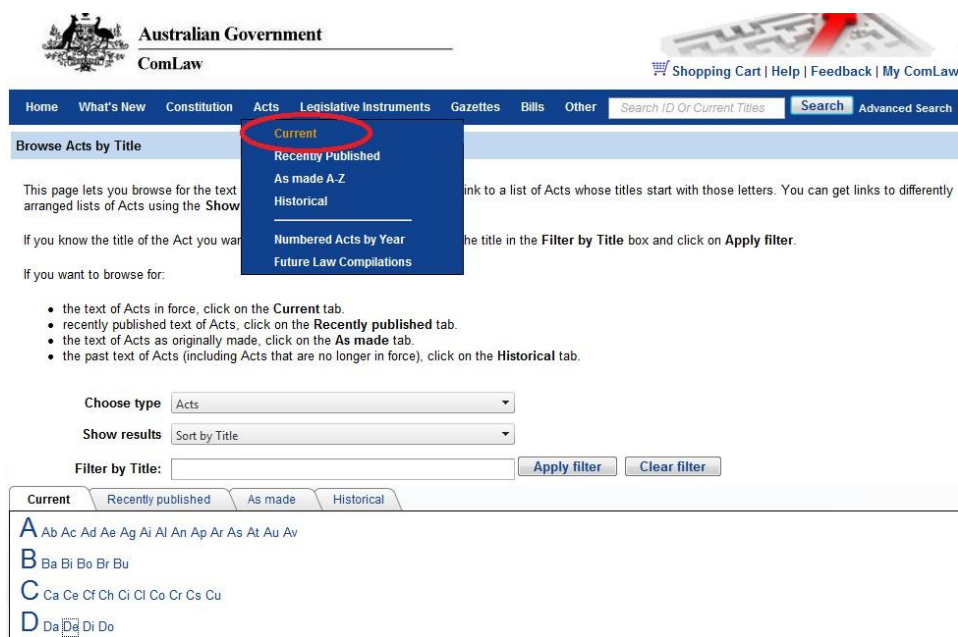 Australian Government
ComLaw
Shopping Cart | Help | Feedback | My ComLaw
Home What's New Constitution Acts Legislative Instruments Gazettes Bills Other Search ID Or Current Titles Search Advanced Search
Current
Browse Acts by Title
Recently Published
As made A-Z
Historical
Numbered Acts by Year
Future Law Compilations
This page lets you browse for the text ink to a list of Acts whose titles start with those letters. You can get links to differently
arranged lists of Acts using the Show
If you know the title of the Act you wan he title in the Filter by Title box and click on Apply filter.
If you want to browse for:
• the text of Acts in force, click on the Current tab.
• recently published text of Acts, click on the Recently published tab.
• the text of Acts as originally made, click on the As made tab.
• the past text of Acts (including Acts that are no longer in force), click on the Historical tab.
Choose type Acts
Show results Sort by Title
Filter by Title: Apply filter Clear filter
Current Recently published As made Historical
A Ab Ac Ad Ae Ag Ai Al An Ap Ar As At Au Av
B Ba Bi Bo Br Bu
C Ca Ce Cf Ch Ci Cl Co Cr Cs Cu
D Da De Di Do